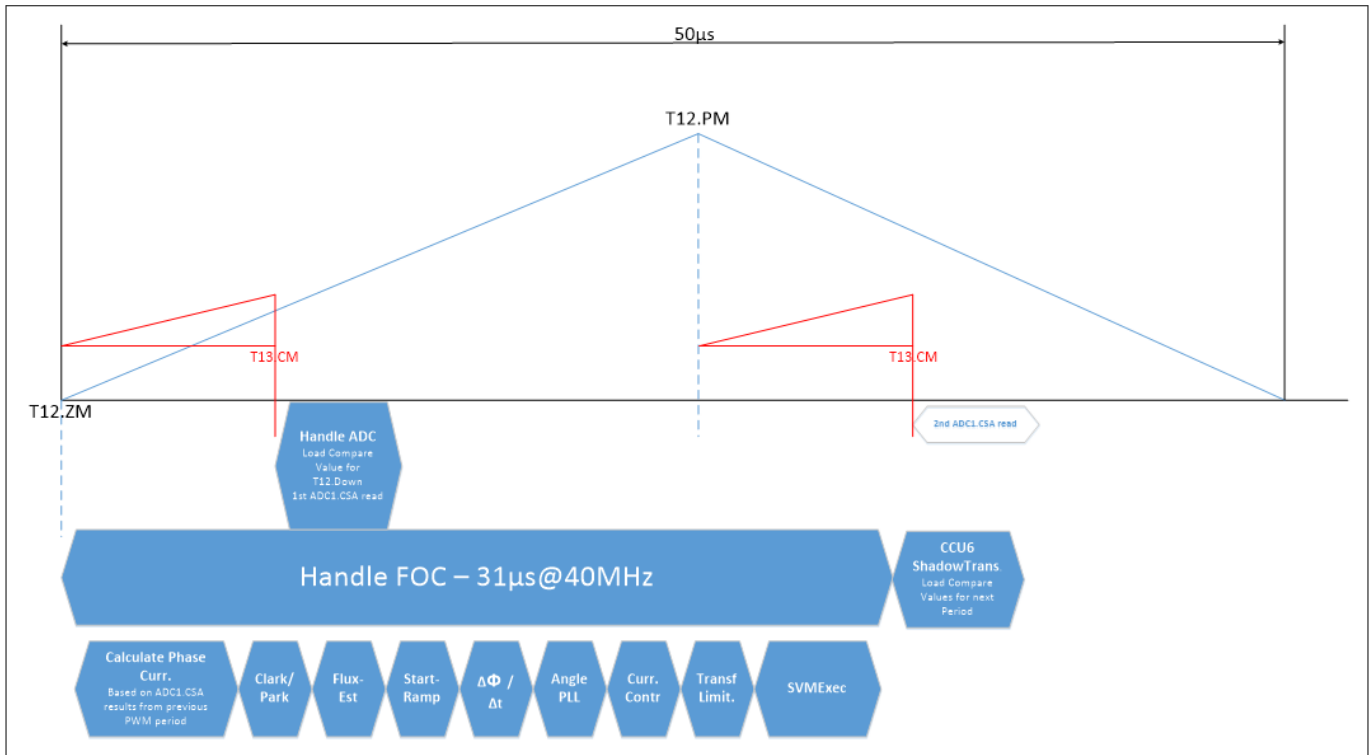 50µs
T12.PM
T13.CM
T13.CM
T12.ZM
Handle ADC
Load Compare
Value for
T12.Down
1st ADC1.CSA read
2nd ADC1.CSA read
Handle FOC – 31µs@40MHz
CCU6
ShadowTrans.
Load Compare
Values for next
Period
Calculate Phase
Curr.
Based on ADC1.CSA
results from previous
PWM period
Clark/
Park
Flux-
Est
Start-
Ramp
ΔΦ /
Δt
Angle
PLL
Curr.
Contr
Transf
Limit.
SVMExec